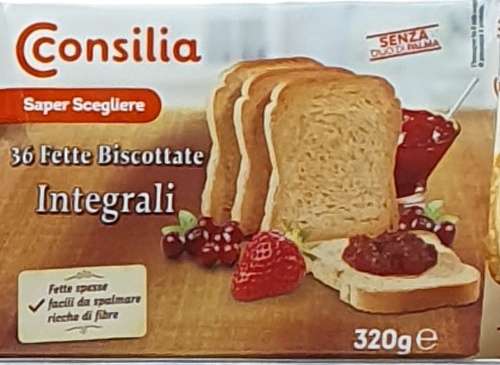 Consilia
SENZA
OLIO DI PALMA
Saper Scegliere
36 Fette Biscottate
Integrali
Fette spesse
facili da spalmare
ricche di fibre
320g e